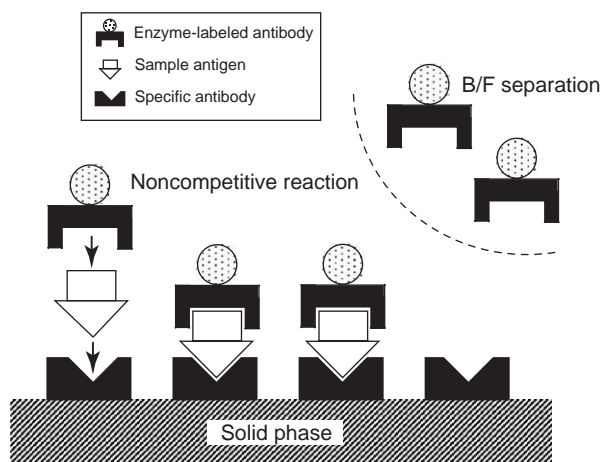 Enzyme-labeled antibody
Sample antigen
Specific antibody
B/F separation
Noncompetitive reaction
Solid phase